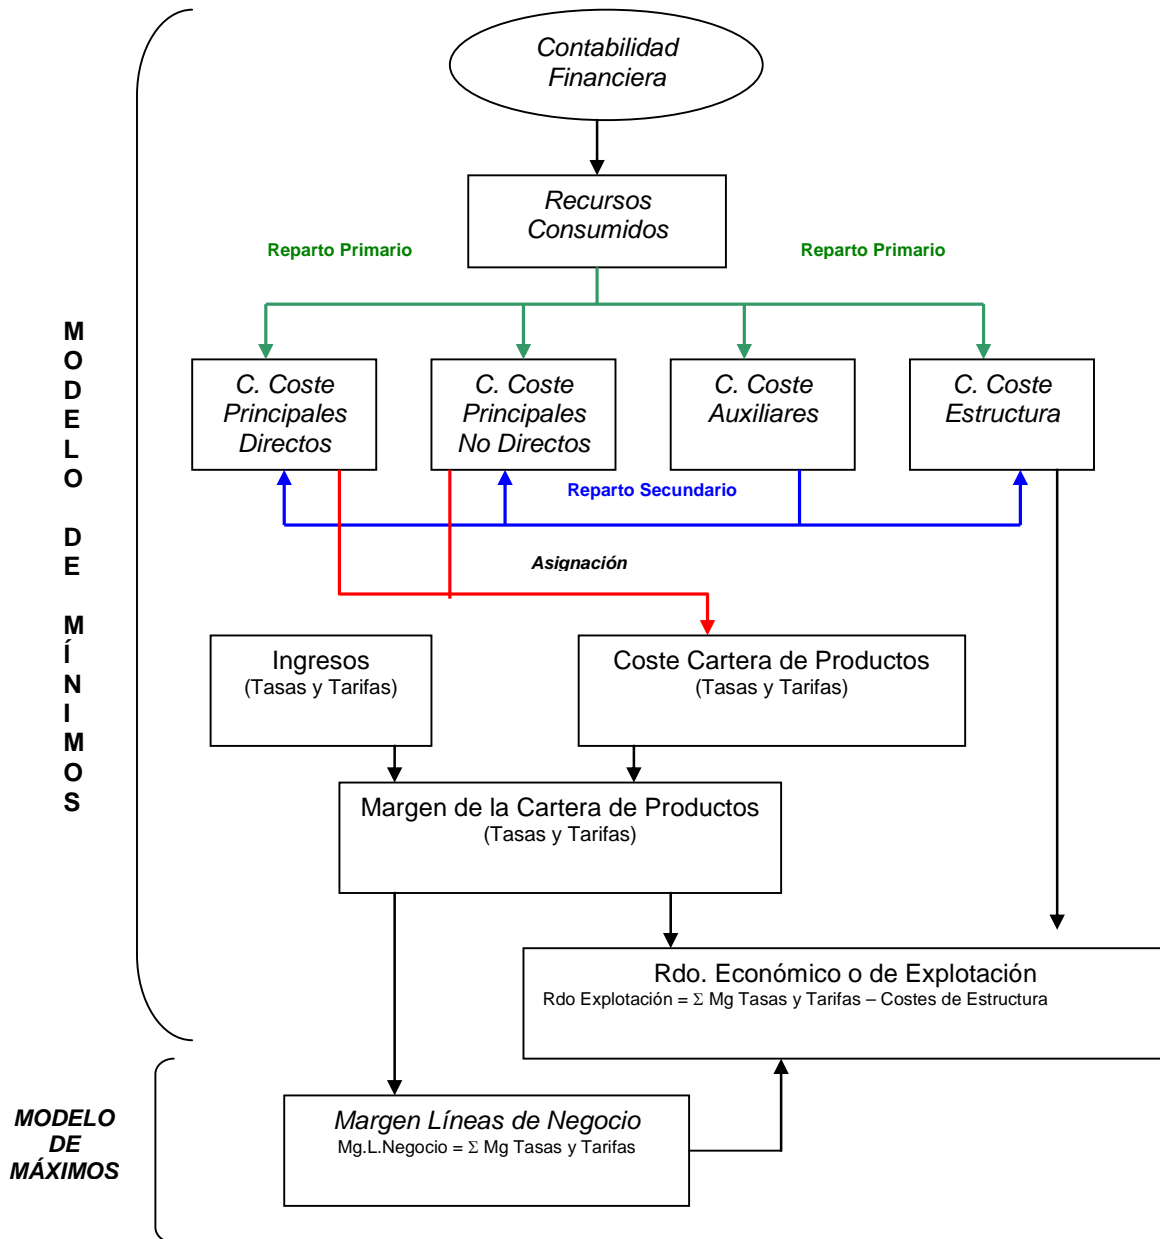 Contabilidad
Financiera
Recursos
Consumidos
Reparto Primario
Reparto Primario
C. Coste
Principales
Directos
C. Coste
Principales
No Directos
C. Coste
Auxiliares
C. Coste
Estructura
Reparto Secundario
Asignación
Ingresos
(Tasas y Tarifas)
Coste Cartera de Productos
(Tasas y Tarifas)
Margen de la Cartera de Productos
(Tasas y Tarifas)
Rdo. Económico o de Explotación
Rdo Explotación = Σ Mg Tasas y Tarifas – Costes de Estructura
Margen Líneas de Negocio
Mg.L.Negocio = Σ Mg Tasas y Tarifas
MODELO DE MÍNIMOS
MODELO
DE
MÁXIMOS